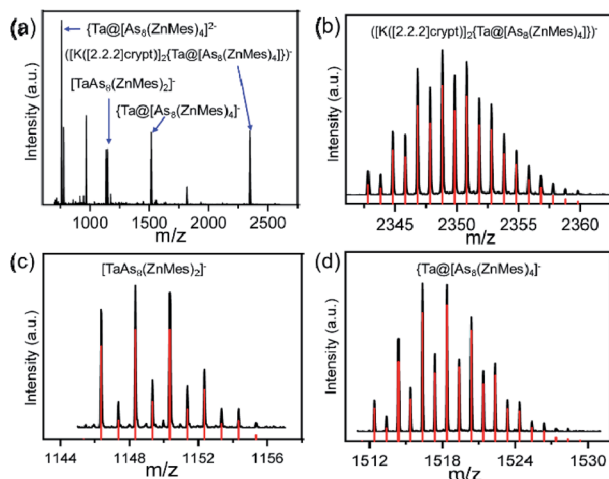 (a)
{Ta@[As₈(ZnMes)₄]²⁻
([K([2.2.2]crypt)]₂{Ta@[As₈(ZnMes)₄]})⁻
[TaAs₈(ZnMes)₂]⁻
{Ta@[As₈(ZnMes)₄]⁻
Intensity (a.u.)
1000 1500 2000 2500
m/z
(b)
([K([2.2.2]crypt)]₂{Ta@[As₈(ZnMes)₄]})⁻
Intensity (a.u.)
2345 2350 2355 2360
m/z
(c)
[TaAs₈(ZnMes)₂]⁻
Intensity (a.u.)
1144 1148 1152 1156
m/z
(d)
{Ta@[As₈(ZnMes)₄]⁻
Intensity (a.u.)
1512 1518 1524 1530
m/z